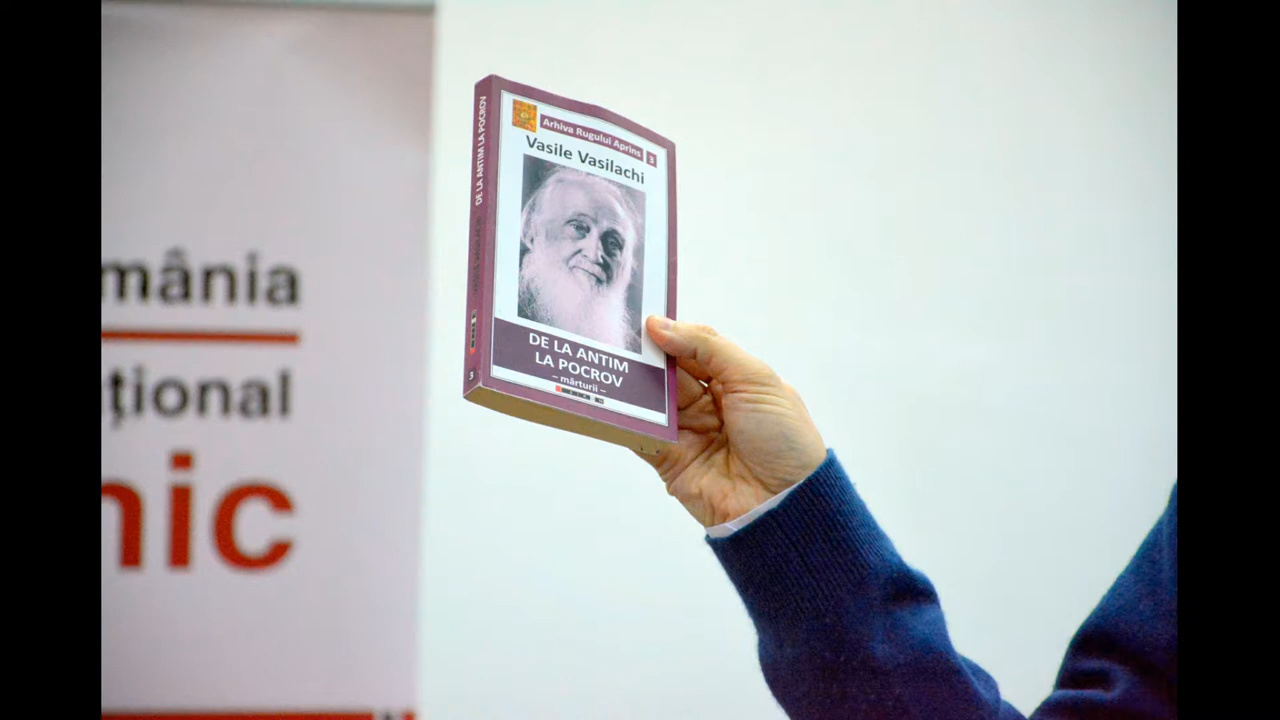 mânia
țional
nic
DE LA ANTIM LA POCROV
3
Arhiva Rugului Aprins 3
Vasile Vasilachi
DE LA ANTIM
LA POCROV
– mărturii –